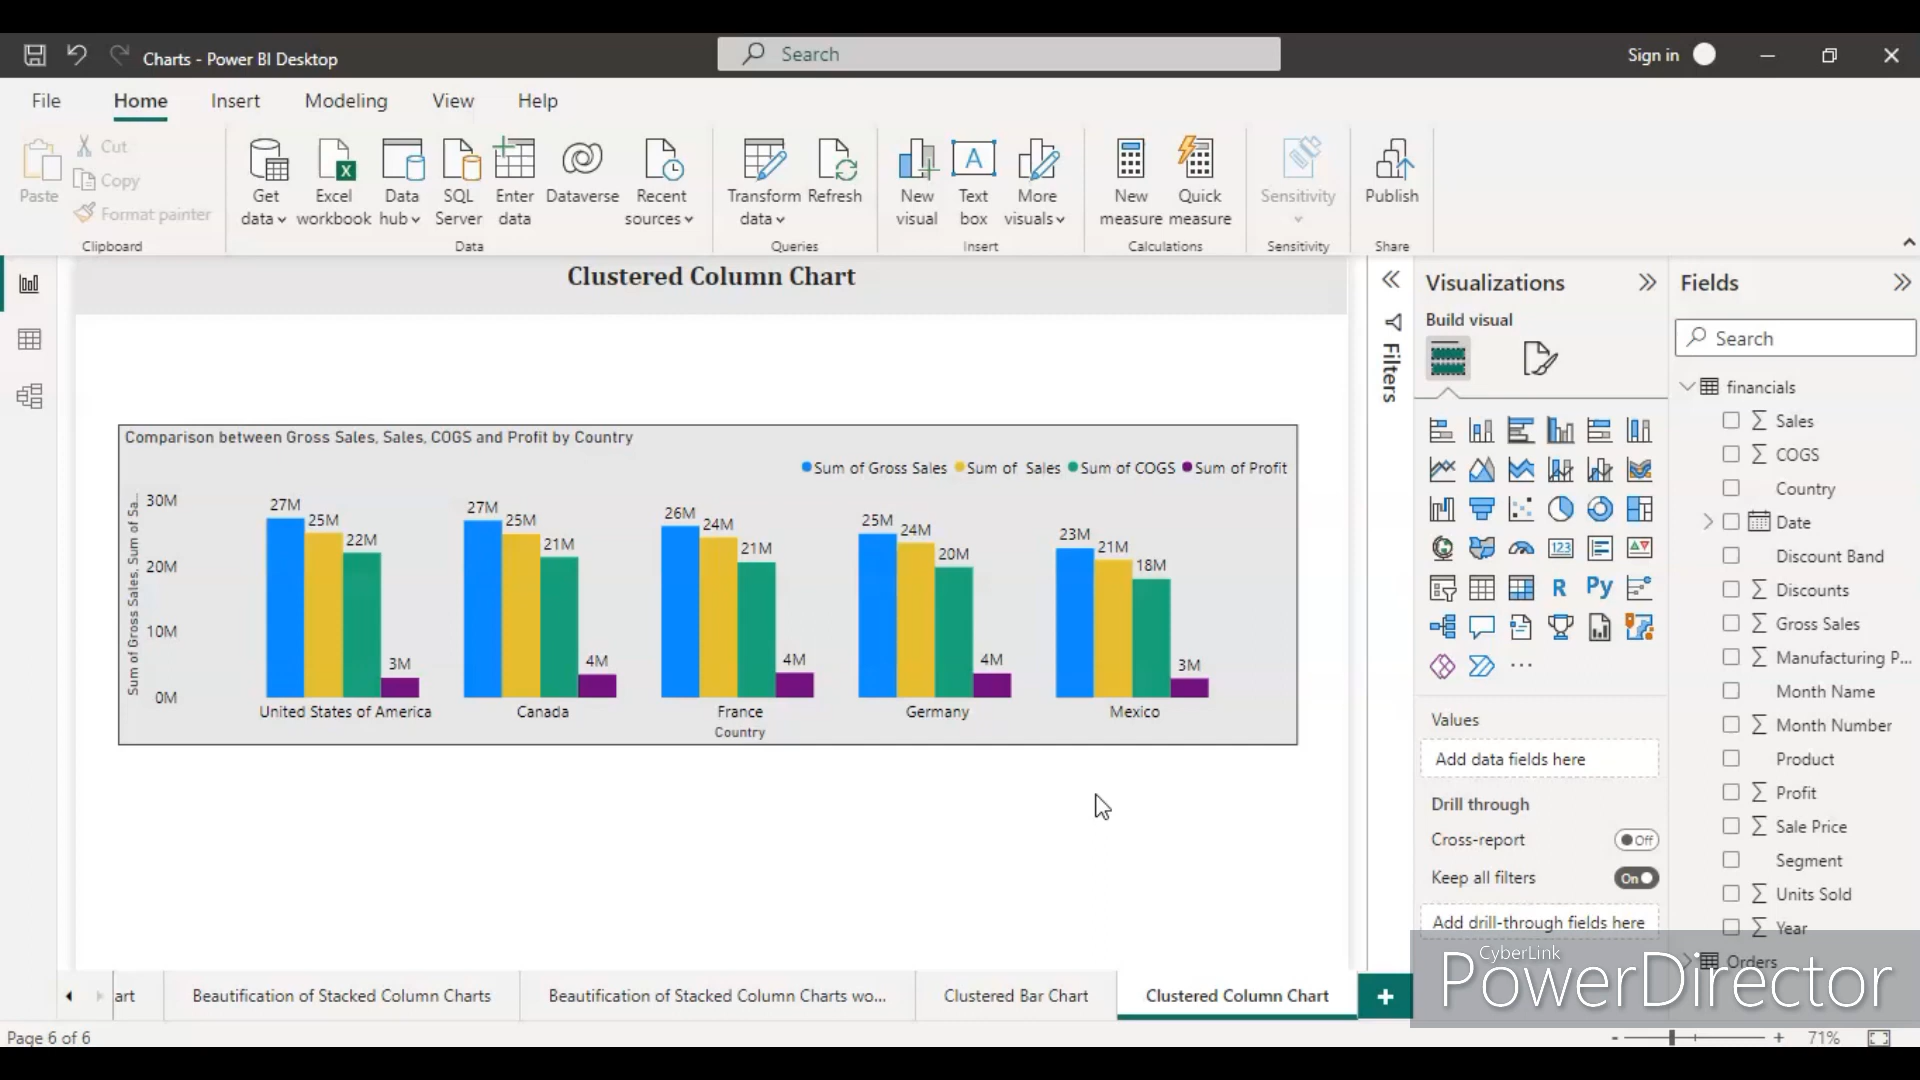 Charts - Power BI Desktop
Search
Sign in
File Home Insert Modeling View Help
Paste
Cut
Copy
Format painter
Clipboard
Get data
Excel workbook
Data hub
SQL Server
Enter data
Dataverse
Recent sources
Data
Transform data
Refresh
Queries
New visual
Text box
More visuals
Insert
New measure
Quick measure
Calculations
Sensitivity
Sensitivity
Publish
Share
Clustered Column Chart
Comparison between Gross Sales, Sales, COGS and Profit by Country
Sum of Gross Sales Sum of Sales Sum of COGS Sum of Profit
Sum of Gross Sales, Sum of Sa...
30M
20M
10M
0M
27M 25M 22M 3M
27M 25M 21M 4M
26M 24M 21M 4M
25M 24M 20M 4M
23M 21M 18M 3M
United States of America Canada France Germany Mexico
Country
Filters
Visualizations
Build visual
123
R
Py
...
Values
Add data fields here
Drill through
Cross-report
Off
Keep all filters
On
Add drill-through fields here
Fields
Search
financials
Sales
COGS
Country
Date
Discount Band
Discounts
Gross Sales
Manufacturing P...
Month Name
Month Number
Product
Profit
Sale Price
Segment
Units Sold
Year
Orders
CyberLink
PowerDirector
art
Beautification of Stacked Column Charts
Beautification of Stacked Column Charts wo...
Clustered Bar Chart
Clustered Column Chart
+
Page 6 of 6
- + 71%